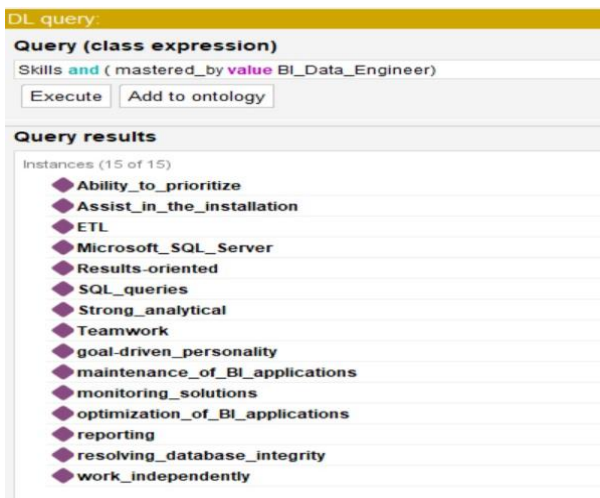 DL query:
Query (class expression)
Skills and ( mastered_by value BI_Data_Engineer)
Execute Add to ontology
Query results
Instances (15 of 15)
Ability_to_prioritize
Assist_in_the_installation
ETL
Microsoft_SQL_Server
Results-oriented
SQL_queries
Strong_analytical
Teamwork
goal-driven_personality
maintenance_of_BI_applications
monitoring_solutions
optimization_of_BI_applications
reporting
resolving_database_integrity
work_independently